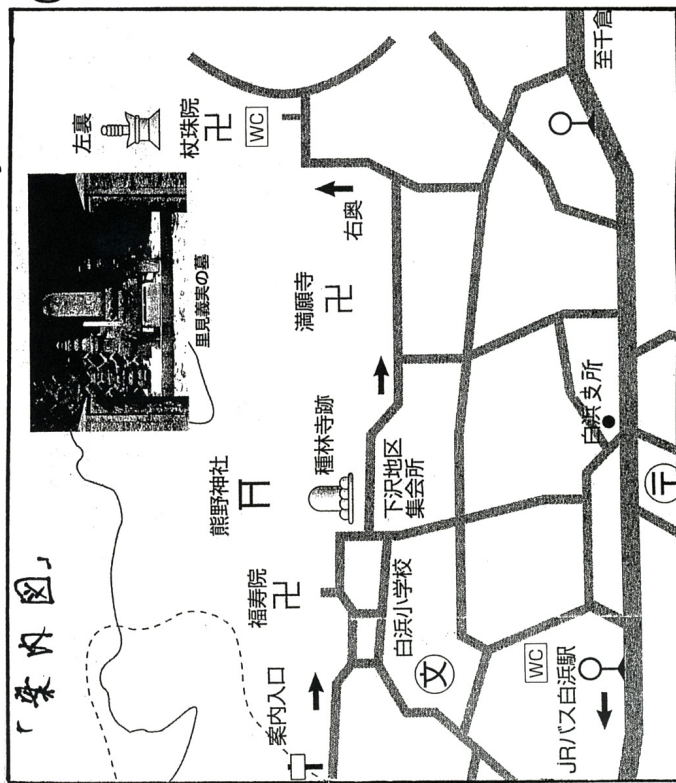 「案内図」
左裏
杖珠院
WC
里見義実の墓
右奥
満願寺
熊野神社
種林寺跡
下沢地区
集会所
福寿院
白浜小学校
文
案内入口
WC
JRバス白浜駅
白浜支所
〒
至千倉